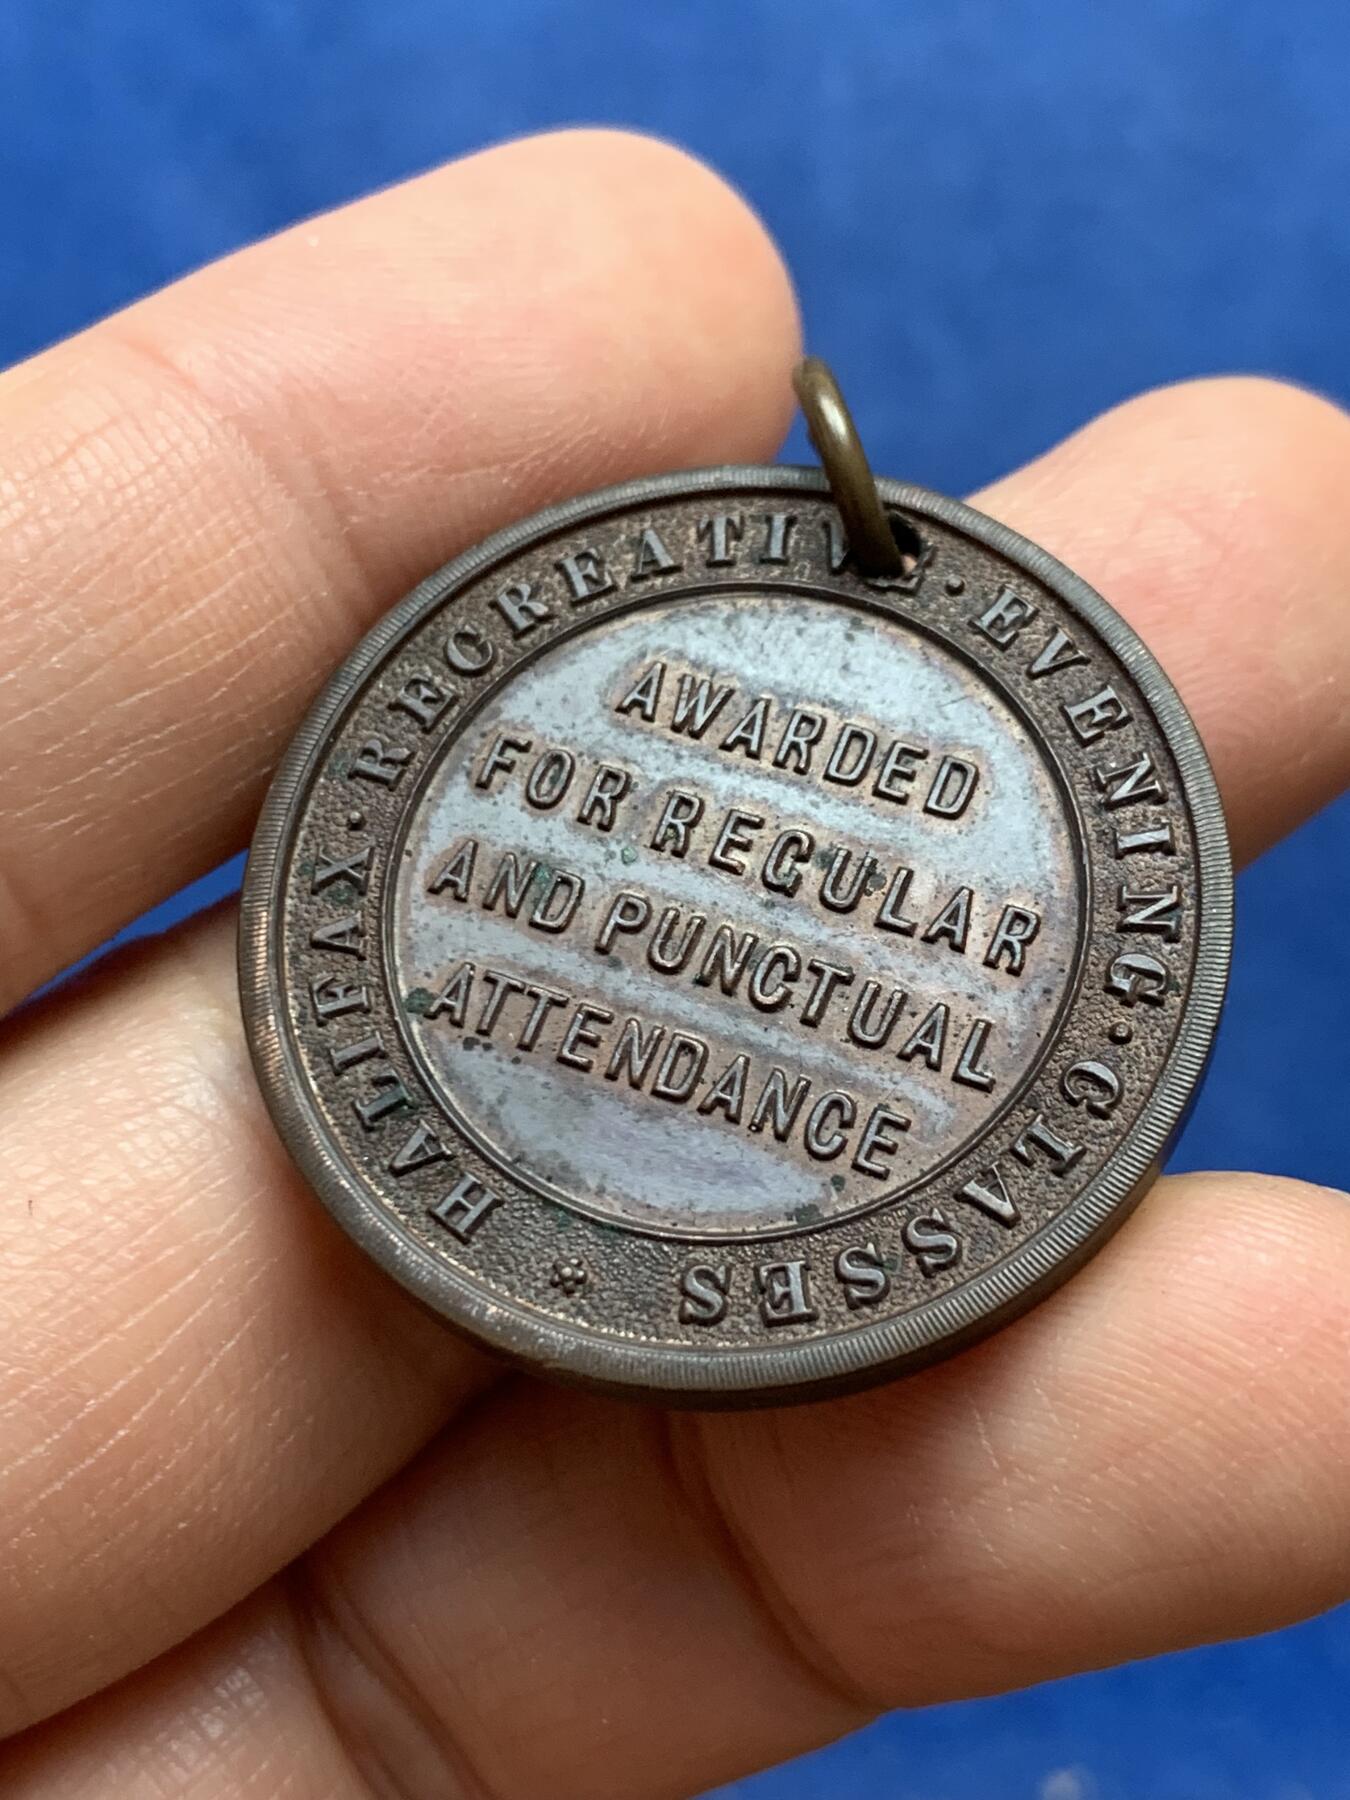 HALIFAX · RECREATIVE · EVENING · CLASSES
AWARDED
FOR REGULAR
AND PUNCTUAL
ATTENDANCE